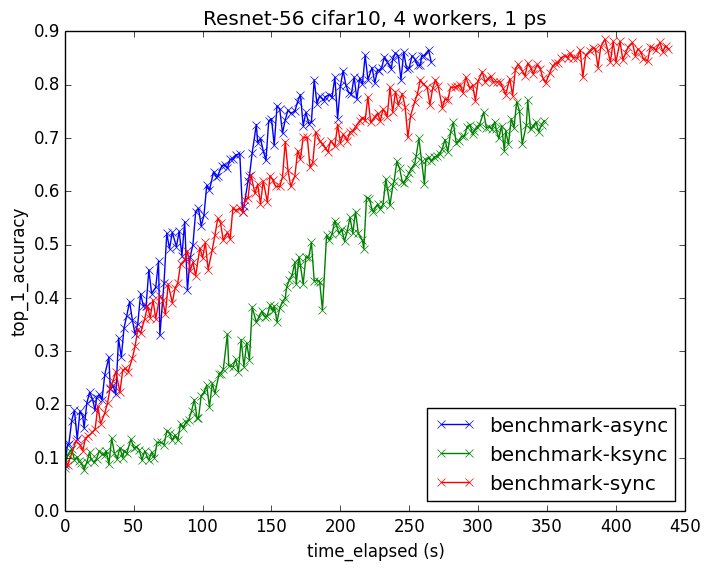 Resnet-56 cifar10, 4 workers, 1 ps
0.9
0.8
0.7
0.6
0.5
0.4
0.3
0.2
0.1
0.0
top_1_accuracy
benchmark-async
benchmark-ksync
benchmark-sync
0 50 100 150 200 250 300 350 400 450
time_elapsed (s)